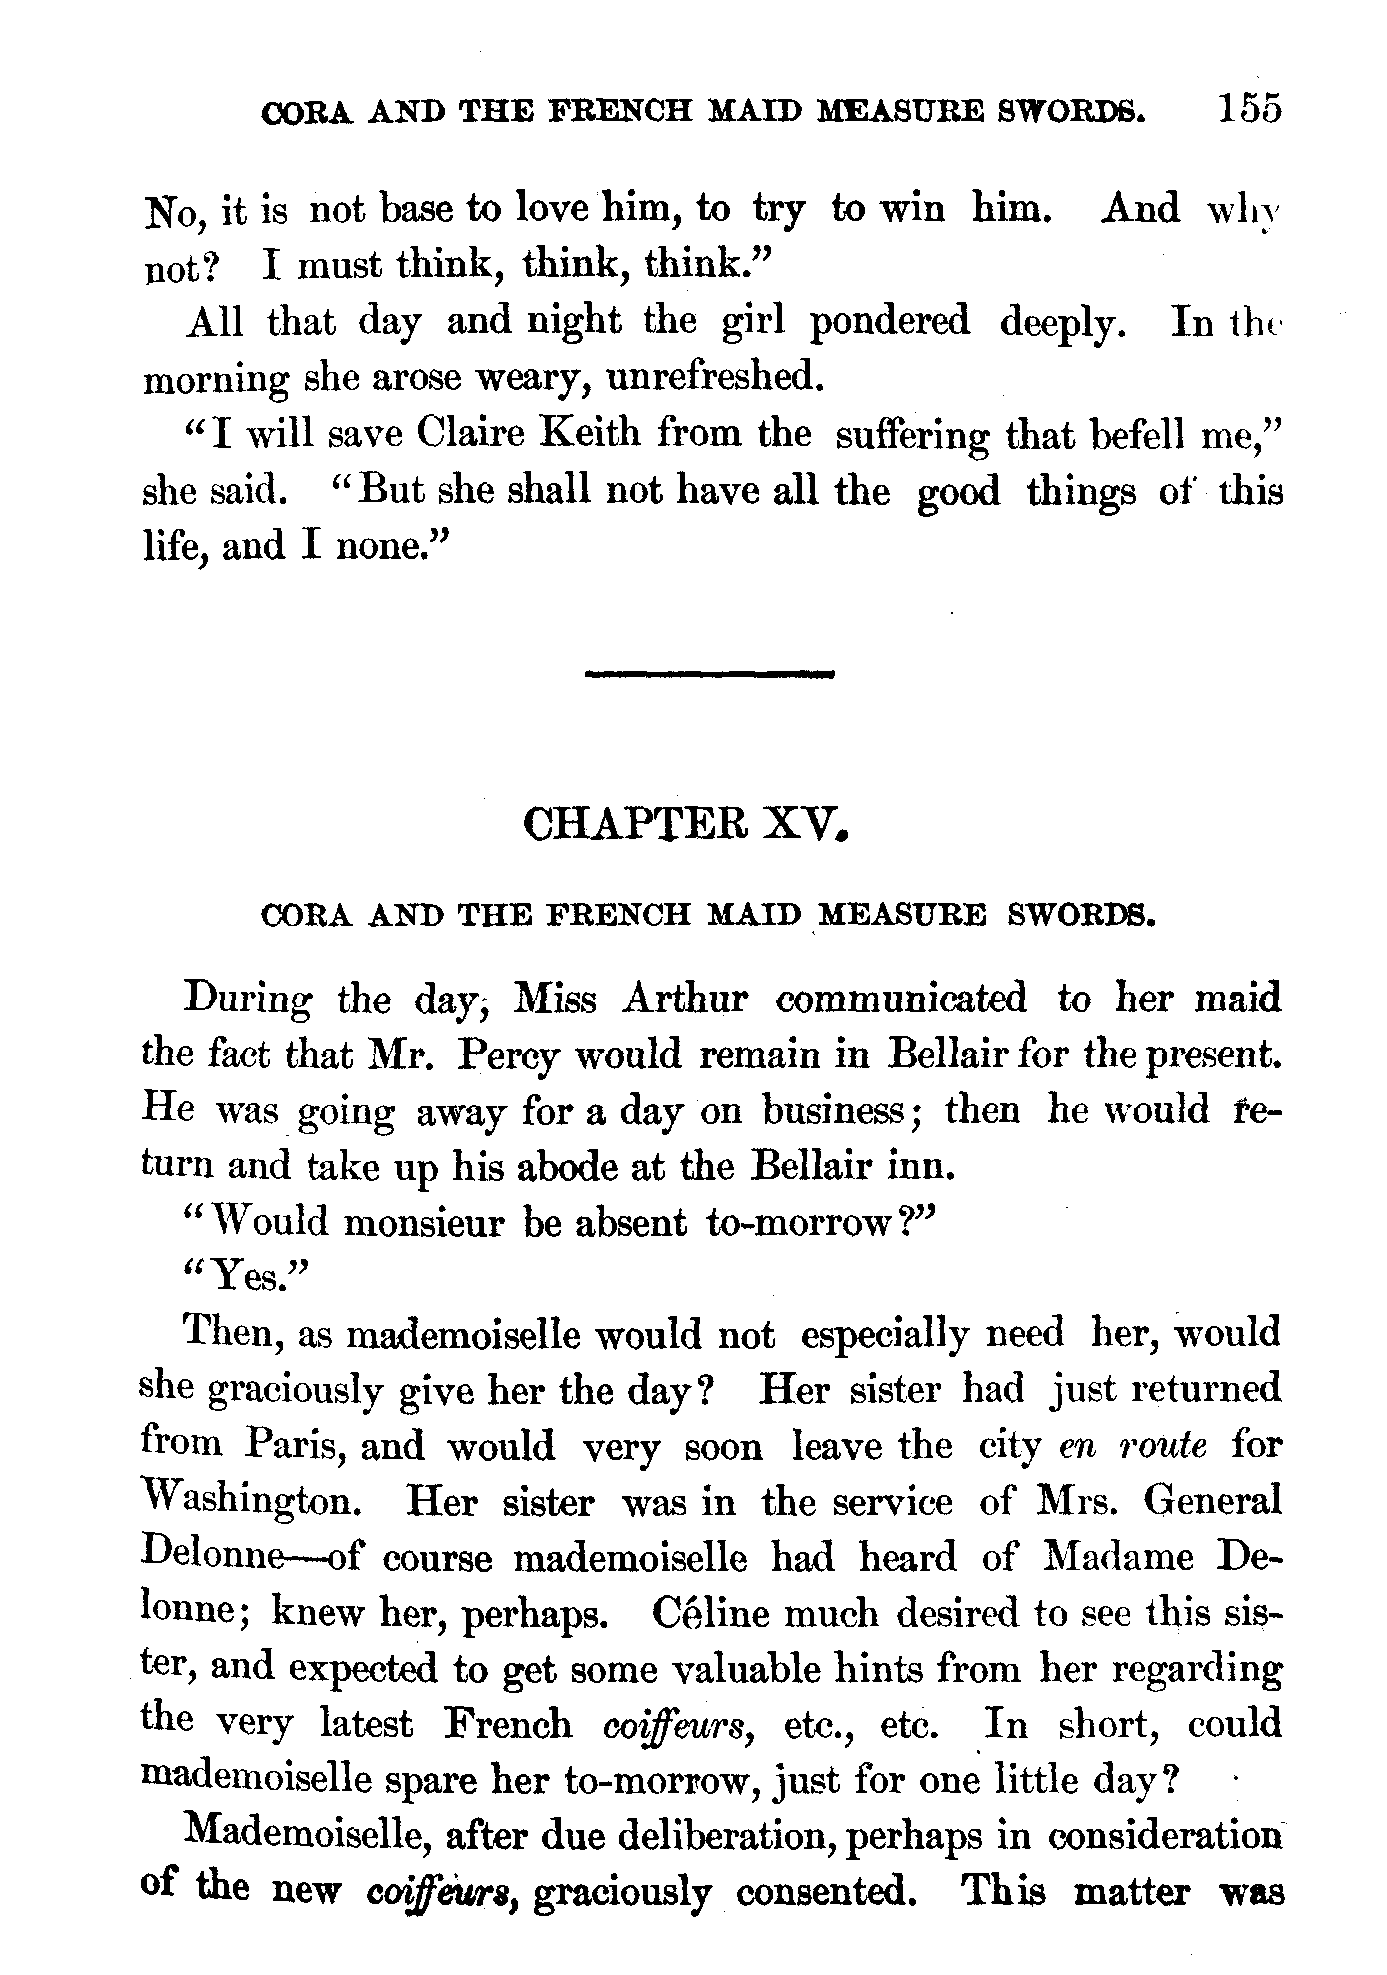 CORA AND THE FRENCH MAID MEASURE SWORDS. 155
No, it is not base to love him, to try to win him. And why
not? I must think, think, think.”
All that day and night the girl pondered deeply. In the
morning she arose weary, unrefreshed.
“I will save Claire Keith from the suffering that befell me,”
she said. “But she shall not have all the good things of this
life, and I none.”
CHAPTER XV.
CORA AND THE FRENCH MAID MEASURE SWORDS.
During the day, Miss Arthur communicated to her maid
the fact that Mr. Percy would remain in Bellair for the present.
He was going away for a day on business; then he would re-
turn and take up his abode at the Bellair inn.
“Would monsieur be absent to-morrow?”
“Yes.”
Then, as mademoiselle would not especially need her, would
she graciously give her the day? Her sister had just returned
from Paris, and would very soon leave the city en route for
Washington. Her sister was in the service of Mrs. General
Delonne—of course mademoiselle had heard of Madame De-
lonne; knew her, perhaps. Céline much desired to see this sis-
ter, and expected to get some valuable hints from her regarding
the very latest French coiffeurs, etc., etc. In short, could
mademoiselle spare her to-morrow, just for one little day?
Mademoiselle, after due deliberation, perhaps in consideration
of the new coiffeurs, graciously consented. This matter was